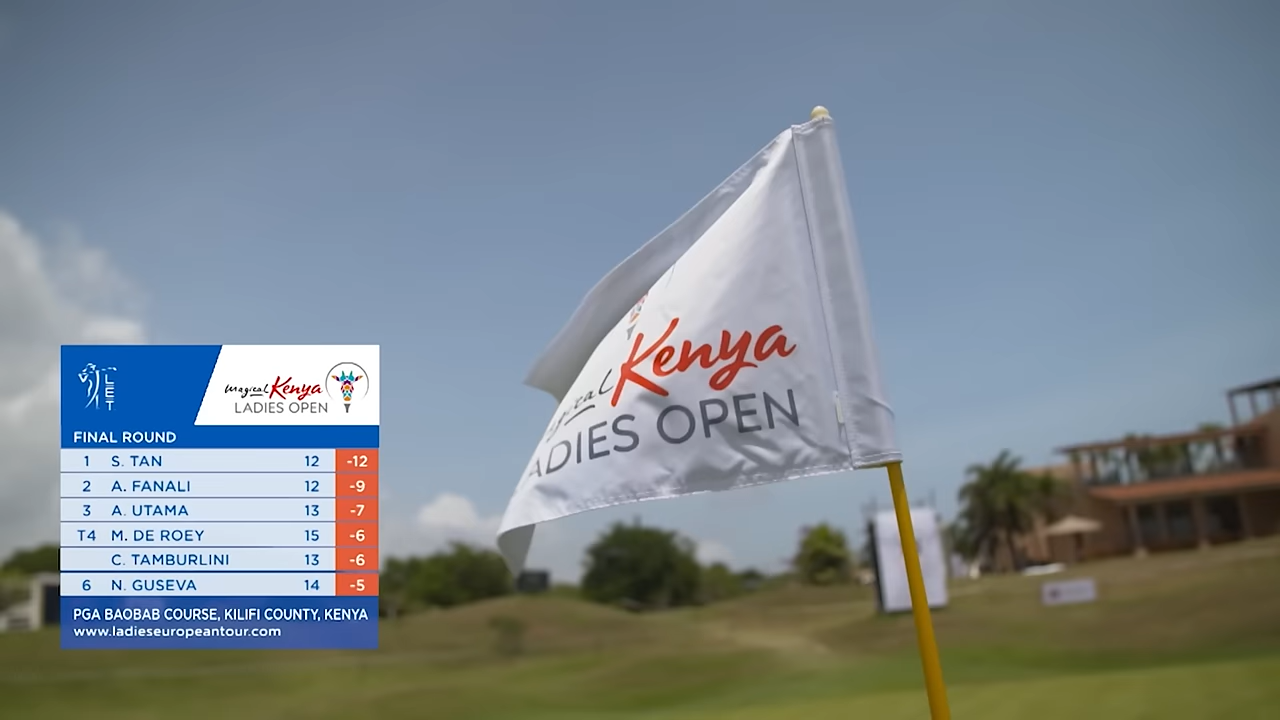 LET
magical Kenya
LADIES OPEN
FINAL ROUND
1 S. TAN 12 -12
2 A. FANALI 12 -9
3 A. UTAMA 13 -7
T4 M. DE ROEY 15 -6
C. TAMBURLINI 13 -6
6 N. GUSEVA 14 -5
PGA BAOBAB COURSE, KILIFI COUNTY, KENYA
www.ladieseuropeantour.com
magical Kenya
LADIES OPEN